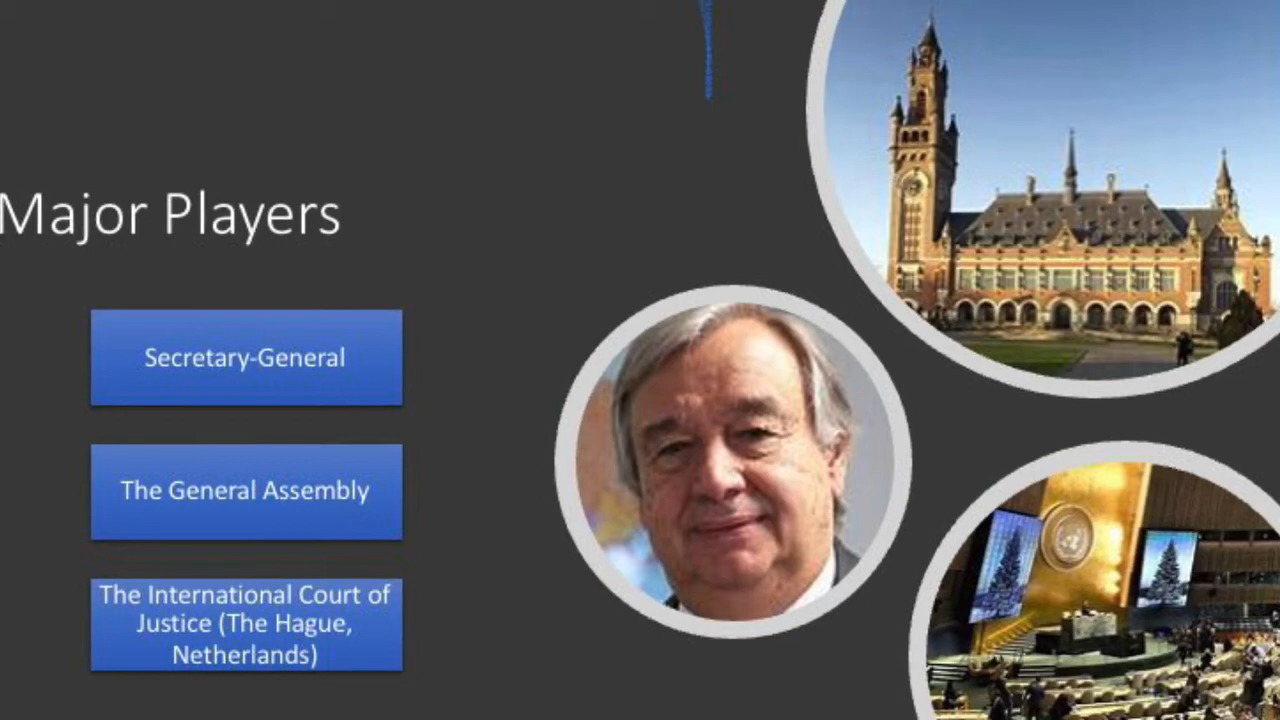 Major Players
Secretary-General
The General Assembly
The International Court of
Justice (The Hague,
Netherlands)